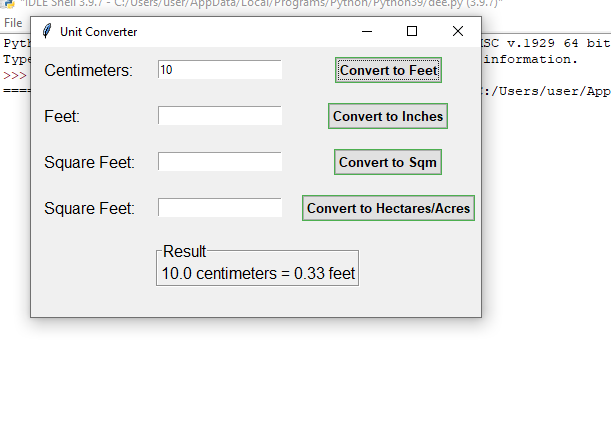 "IDLE Shell 3.9.7 - C:/Users/user/AppData/Local/Programs/Python/Python39/dee.py (3.9.7)"
File
Unit Converter
Pyth
SC v.1929 64 bit
Type
information.
>>>
====
C:/Users/user/App
Centimeters:
10
Convert to Feet
Feet:
Convert to Inches
Square Feet:
Convert to Sqm
Square Feet:
Convert to Hectares/Acres
Result
10.0 centimeters = 0.33 feet